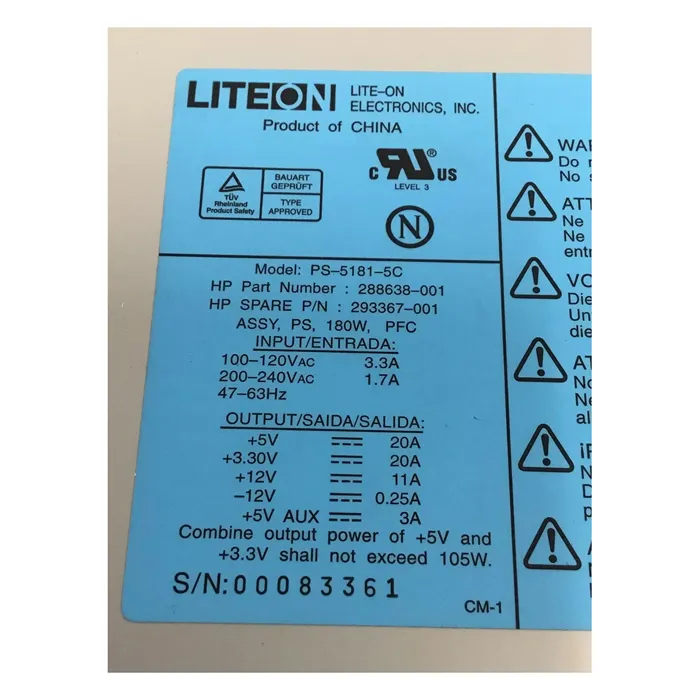 LITEON LITE-ON
ELECTRONICS, INC.
Product of CHINA
TÜV
Rheinland
Product Safety
BAUART
GEPRÜFT
TYPE
APPROVED
C RU ® US
LEVEL 3
N
Model: PS-5181-5C
HP Part Number : 288638-001
HP SPARE P/N : 293367-001
ASSY, PS, 180W, PFC
INPUT/ENTRADA:
100-120VAC 3.3A
200-240VAC 1.7A
47-63Hz
OUTPUT/SAIDA/SALIDA:
+5V 20A
+3.30V 20A
+12V 11A
-12V 0.25A
+5V AUX 3A
Combine output power of +5V and
+3.3V shall not exceed 105W.
S/N:00083361
CM-1
WAR
Do n
No s
ATT
Ne
Ne
entr
VO
Die
Unt
die
AT
No
Ne
al
¡P
N
D
p
A